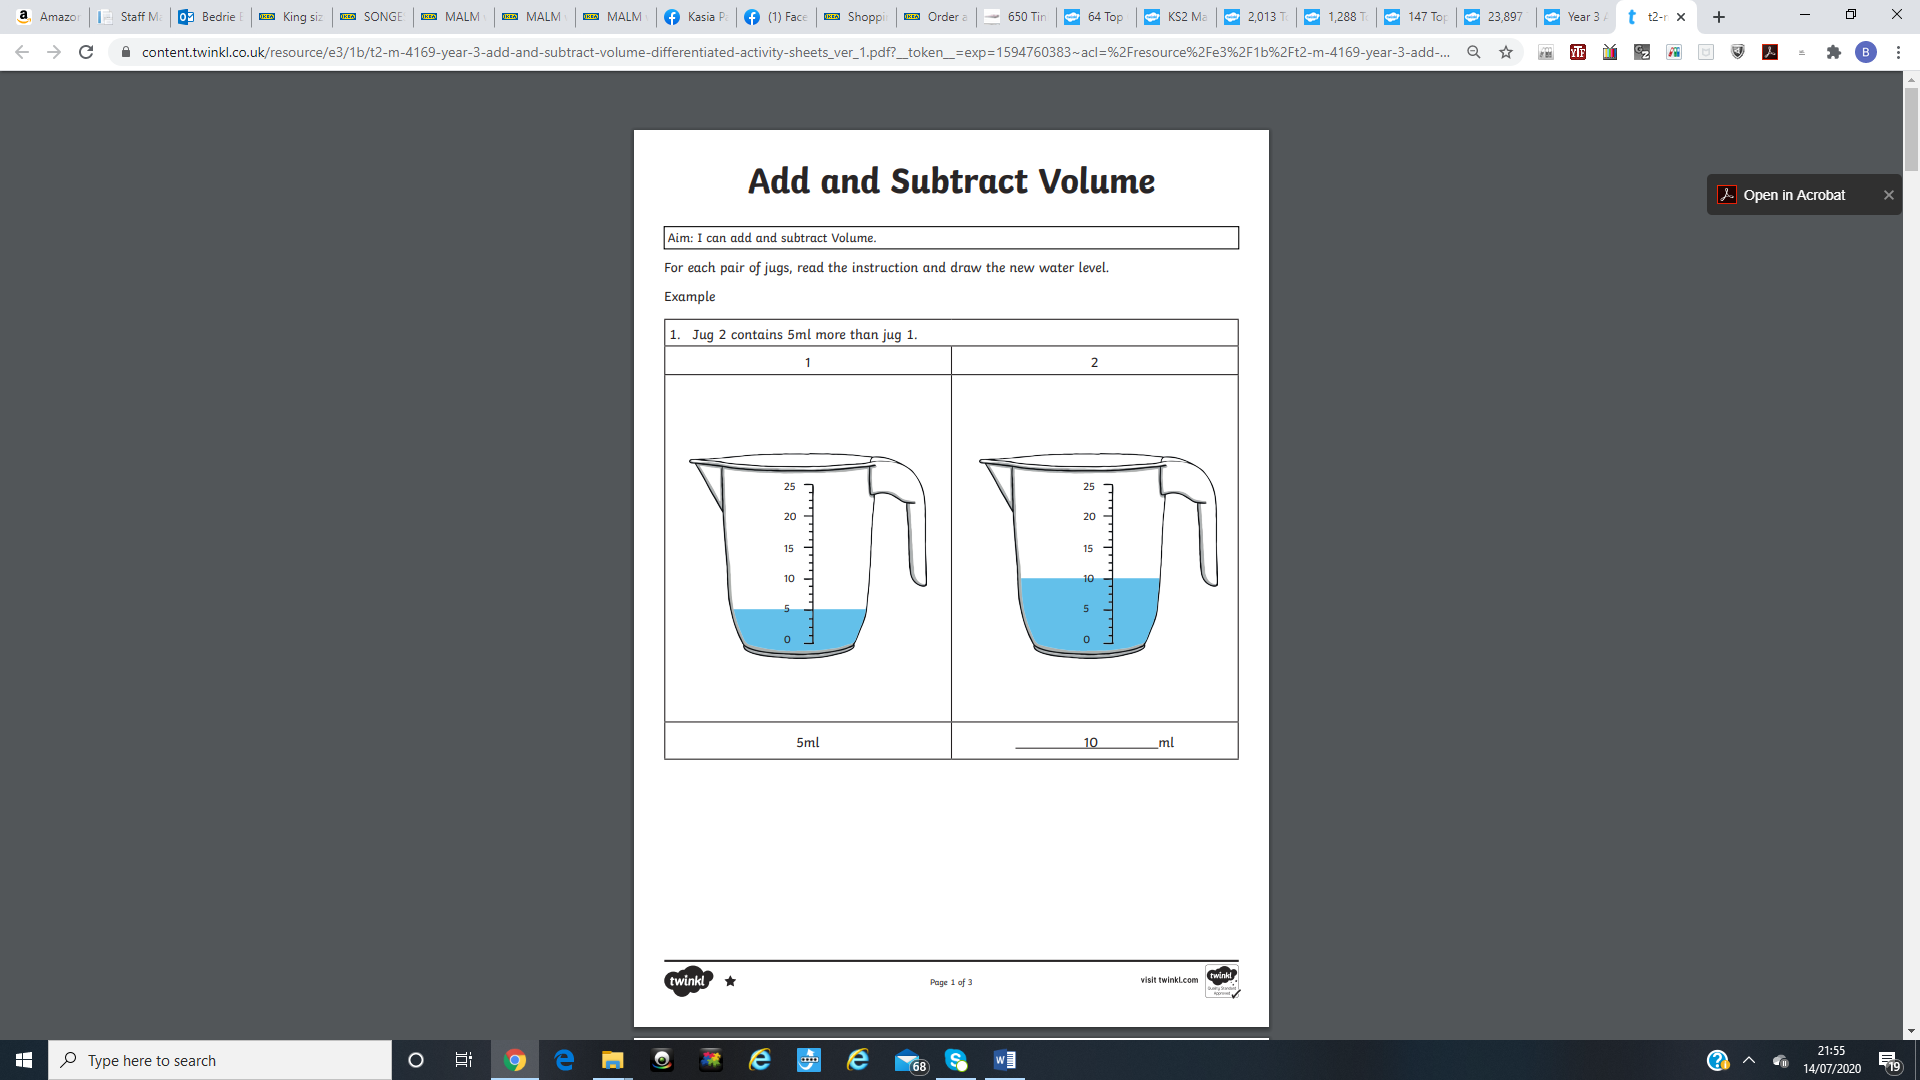 Amazon
Staff Ma
Bedrie E
King siz
SONGE
MALM
MALM
MALM
Kasia Pa
(1) Face
Shoppi
Order a
650 Tin
64 Top
KS2 Ma
2,013 T
1,288 T
147 Top
23,897
Year 3 A
t2-r
content.twinkl.co.uk/resource/e3/1b/t2-m-4169-year-3-add-and-subtract-volume-differentiated-activity-sheets_ver_1.pdf?__token__=exp=1594760383~acl=%2Fresource%2Fe3%2F1b%2Ft2-m-4169-year-3-add-...
B
Open in Acrobat
Add and Subtract Volume
Aim: I can add and subtract Volume.
For each pair of jugs, read the instruction and draw the new water level.
Example
1. Jug 2 contains 5ml more than jug 1.
1 2
25 25
20 20
15 15
10 10
5 5
0 0
5ml 10 ml
twinkl
Page 1 of 3
visit twinkl.com
twinkl
Quality Standard
Approved
Type here to search
68
21:55
14/07/2020
19